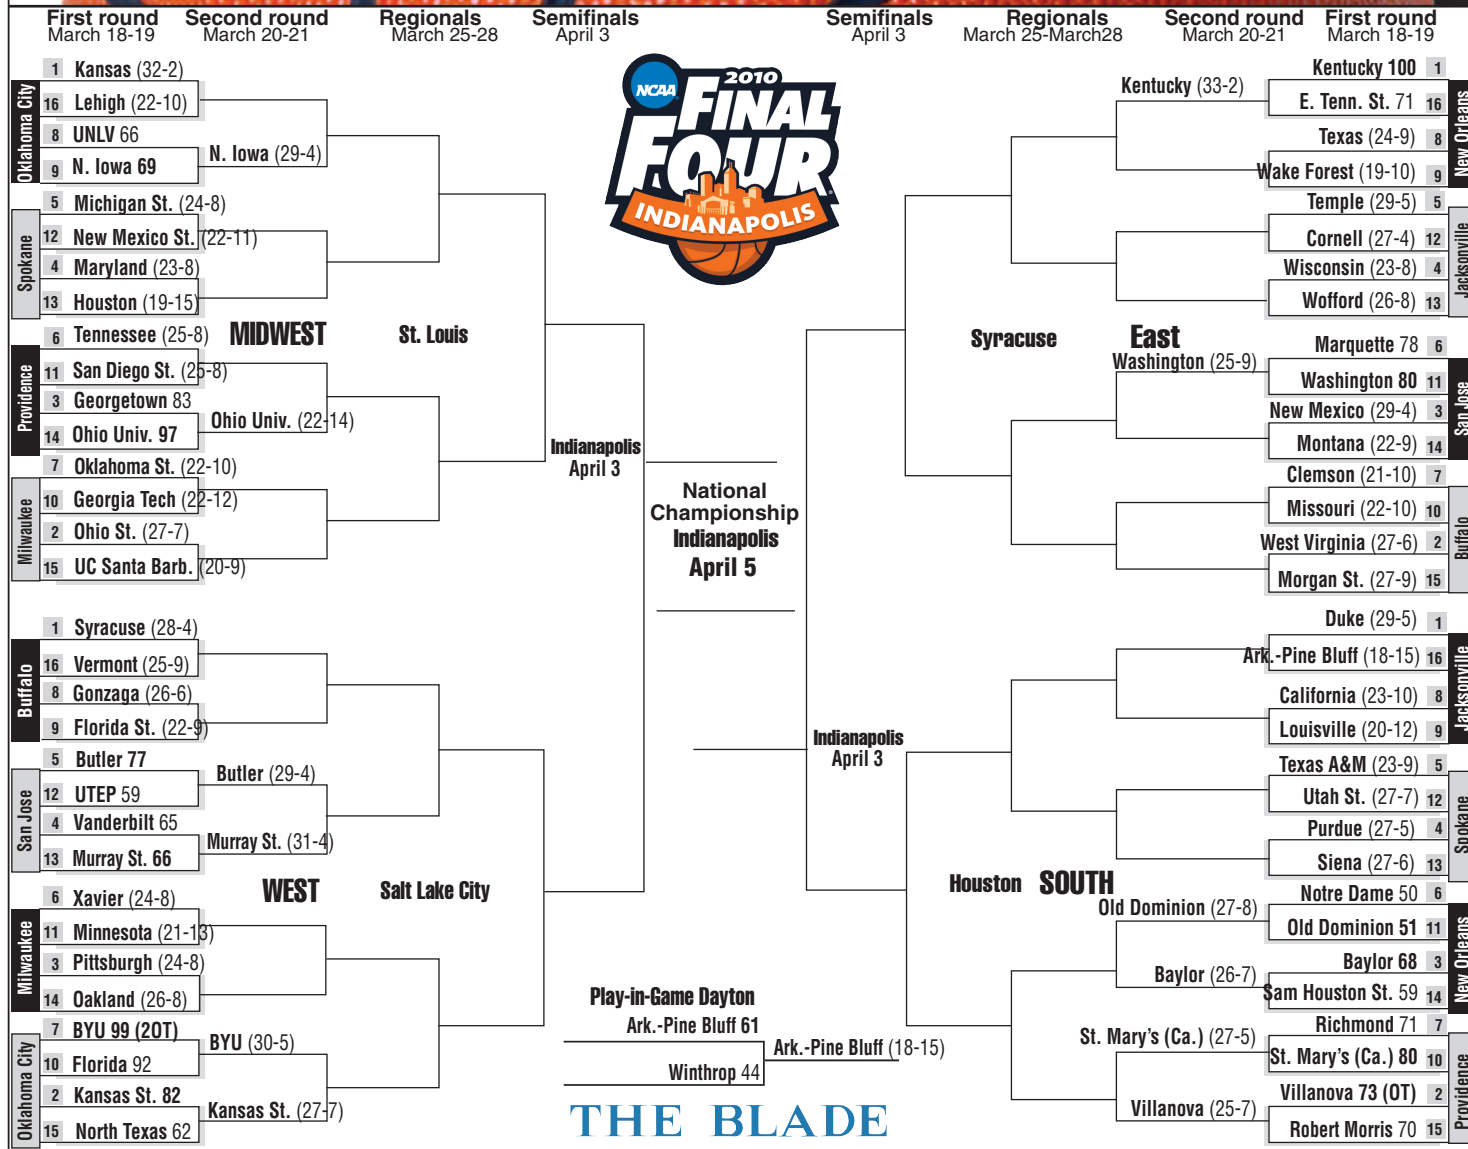 First round Second round Regionals Semifinals Semifinals Regionals Second round First round
March 18-19 March 20-21 March 25-28 April 3 April 3 March 25-March28 March 20-21 March 18-19
NCAA
2010
FINAL
FOUR
INDIANAPOLIS
Oklahoma City
1 Kansas (32-2)
16 Lehigh (22-10)
8 UNLV 66
9 N. Iowa 69
N. Iowa (29-4)
Spokane
5 Michigan St. (24-8)
12 New Mexico St. (22-11)
4 Maryland (23-8)
13 Houston (19-15)
MIDWEST
St. Louis
Providence
6 Tennessee (25-8)
11 San Diego St. (25-8)
3 Georgetown 83
14 Ohio Univ. 97
Ohio Univ. (22-14)
Milwaukee
7 Oklahoma St. (22-10)
10 Georgia Tech (22-12)
2 Ohio St. (27-7)
15 UC Santa Barb. (20-9)
Indianapolis
April 3
National
Championship
Indianapolis
April 5
Buffalo
1 Syracuse (28-4)
16 Vermont (25-9)
8 Gonzaga (26-6)
9 Florida St. (22-9)
San Jose
5 Butler 77
12 UTEP 59
Butler (29-4)
4 Vanderbilt 65
13 Murray St. 66
Murray St. (31-4)
WEST
Salt Lake City
Milwaukee
6 Xavier (24-8)
11 Minnesota (21-13)
3 Pittsburgh (24-8)
14 Oakland (26-8)
Oklahoma City
7 BYU 99 (2OT)
10 Florida 92
BYU (30-5)
2 Kansas St. 82
15 North Texas 62
Kansas St. (27-7)
Kentucky 100 1
E. Tenn. St. 71 16
Kentucky (33-2)
Texas (24-9) 8
Wake Forest (19-10) 9
New Orleans
Temple (29-5) 5
Cornell (27-4) 12
Wisconsin (23-8) 4
Wofford (26-8) 13
Jacksonville
Syracuse
East
Marquette 78 6
Washington 80 11
Washington (25-9)
New Mexico (29-4) 3
Montana (22-9) 14
San Jose
Clemson (21-10) 7
Missouri (22-10) 10
West Virginia (27-6) 2
Morgan St. (27-9) 15
Buffalo
Duke (29-5) 1
Ark.-Pine Bluff (18-15) 16
California (23-10) 8
Louisville (20-12) 9
Jacksonville
Indianapolis
April 3
Texas A&M (23-9) 5
Utah St. (27-7) 12
Purdue (27-5) 4
Siena (27-6) 13
Spokane
Houston SOUTH
Notre Dame 50 6
Old Dominion 51 11
Old Dominion (27-8)
Baylor 68 3
Sam Houston St. 59 14
Baylor (26-7)
New Orleans
Richmond 71 7
St. Mary's (Ca.) 80 10
St. Mary's (Ca.) (27-5)
Villanova 73 (OT) 2
Robert Morris 70 15
Villanova (25-7)
Providence
Play-in-Game Dayton
Ark.-Pine Bluff 61
Winthrop 44
Ark.-Pine Bluff (18-15)
THE BLADE